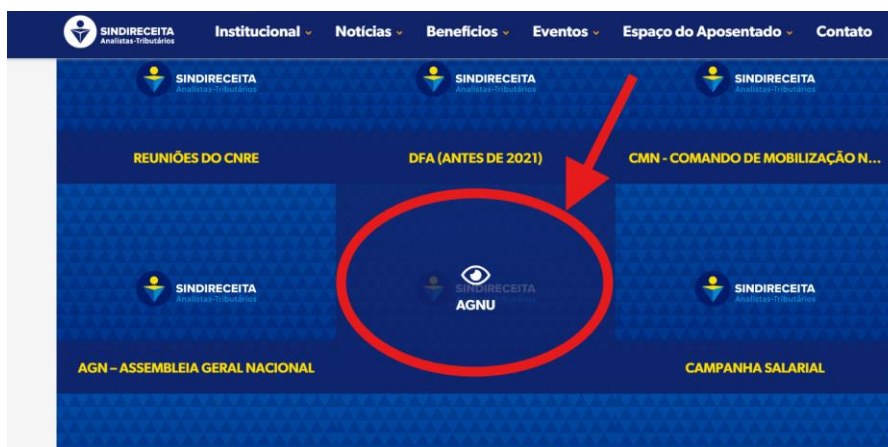 SINDIRECEITA Institucional Notícias Benefícios Eventos Espaço do Aposentado Contato
Analistas-Tributários
SINDIRECEITA SINDIRECEITA SINDIRECEITA
Analistas-Tributários Analistas-Tributários Analistas-Tributários
REUNIÕES DO CNRE DFA (ANTES DE 2021) CMN - COMANDO DE MOBILIZAÇÃO N...
SINDIRECEITA SINDIRECEITA SINDIRECEITA
Analistas-Tributários AGNU Analistas-Tributários
AGN – ASSEMBLEIA GERAL NACIONAL CAMPANHA SALARIAL